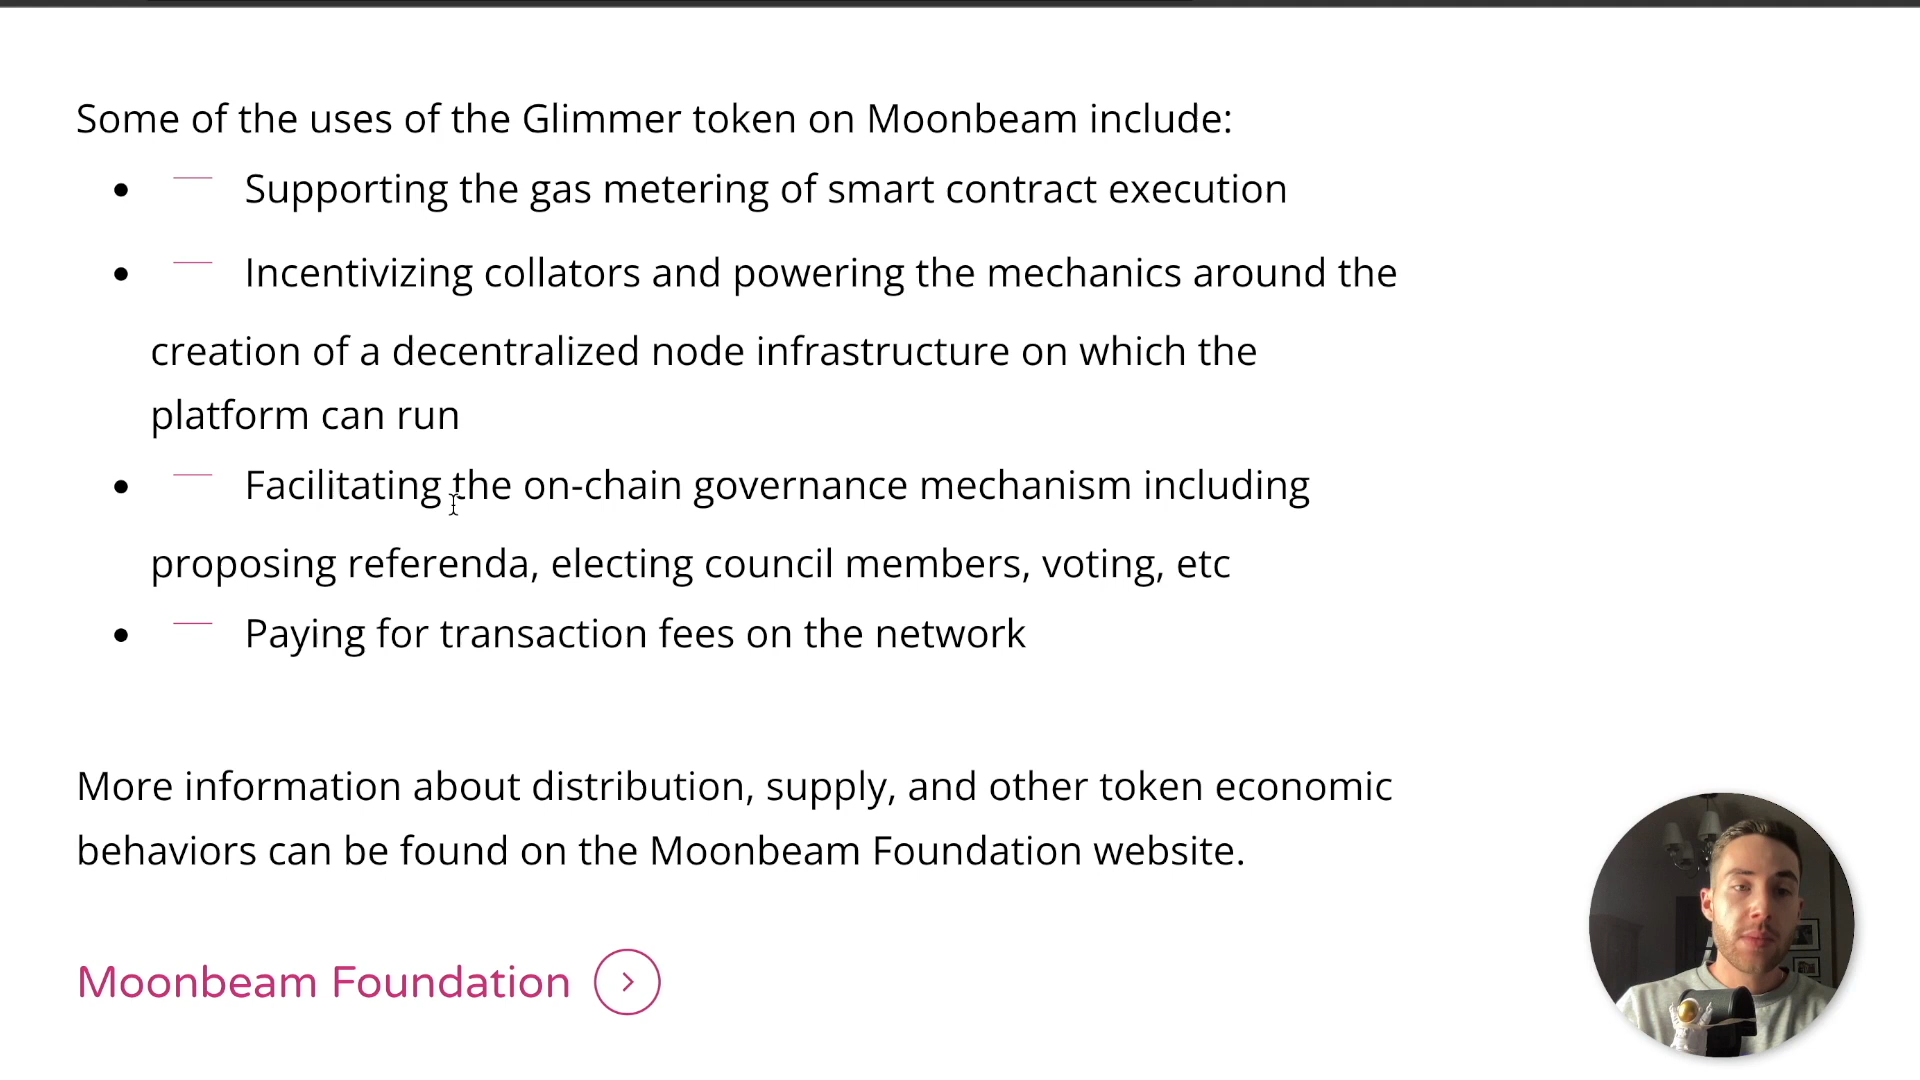 Some of the uses of the Glimmer token on Moonbeam include:
Supporting the gas metering of smart contract execution
Incentivizing collators and powering the mechanics around the
creation of a decentralized node infrastructure on which the
platform can run
Facilitating the on-chain governance mechanism including
proposing referenda, electing council members, voting, etc
Paying for transaction fees on the network
More information about distribution, supply, and other token economic
behaviors can be found on the Moonbeam Foundation website.
Moonbeam Foundation